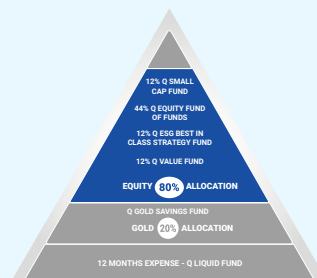 12% Q SMALL
CAP FUND
44% Q EQUITY FUND
OF FUNDS
12% Q ESG BEST IN
CLASS STRATEGY FUND
12% Q VALUE FUND
EQUITY 80% ALLOCATION
Q GOLD SAVINGS FUND
GOLD 20% ALLOCATION
12 MONTHS EXPENSE - Q LIQUID FUND